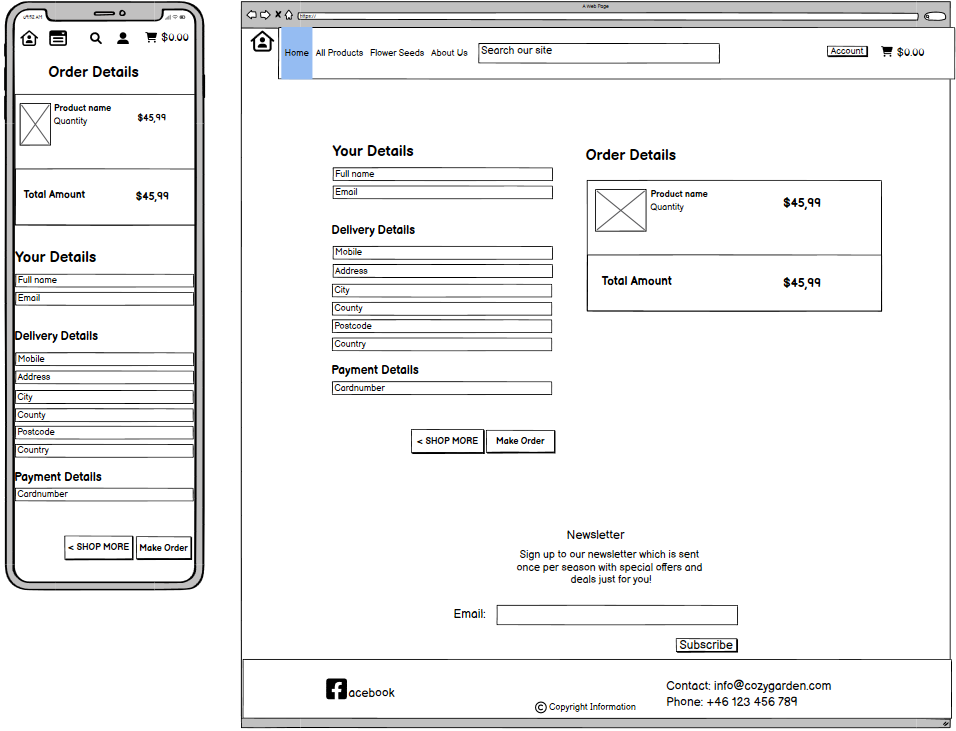 09:52 AM
$0.00
Order Details
Product name
Quantity
$45,99
Total Amount
$45,99
Your Details
Full name
Email
Delivery Details
Mobile
Address
City
County
Postcode
Country
Payment Details
Cardnumber
< SHOP MORE
Make Order
A Web Page
https://
Home
All Products
Flower Seeds
About Us
Search our site
Account
$0.00
Your Details
Full name
Email
Delivery Details
Mobile
Address
City
County
Postcode
Country
Payment Details
Cardnumber
< SHOP MORE
Make Order
Order Details
Product name
Quantity
$45,99
Total Amount
$45,99
Newsletter
Sign up to our newsletter which is sent
once per season with special offers and
deals just for you!
Email:
Subscribe
facebook
© Copyright Information
Contact: info@cozygarden.com
Phone: +46 123 456 789